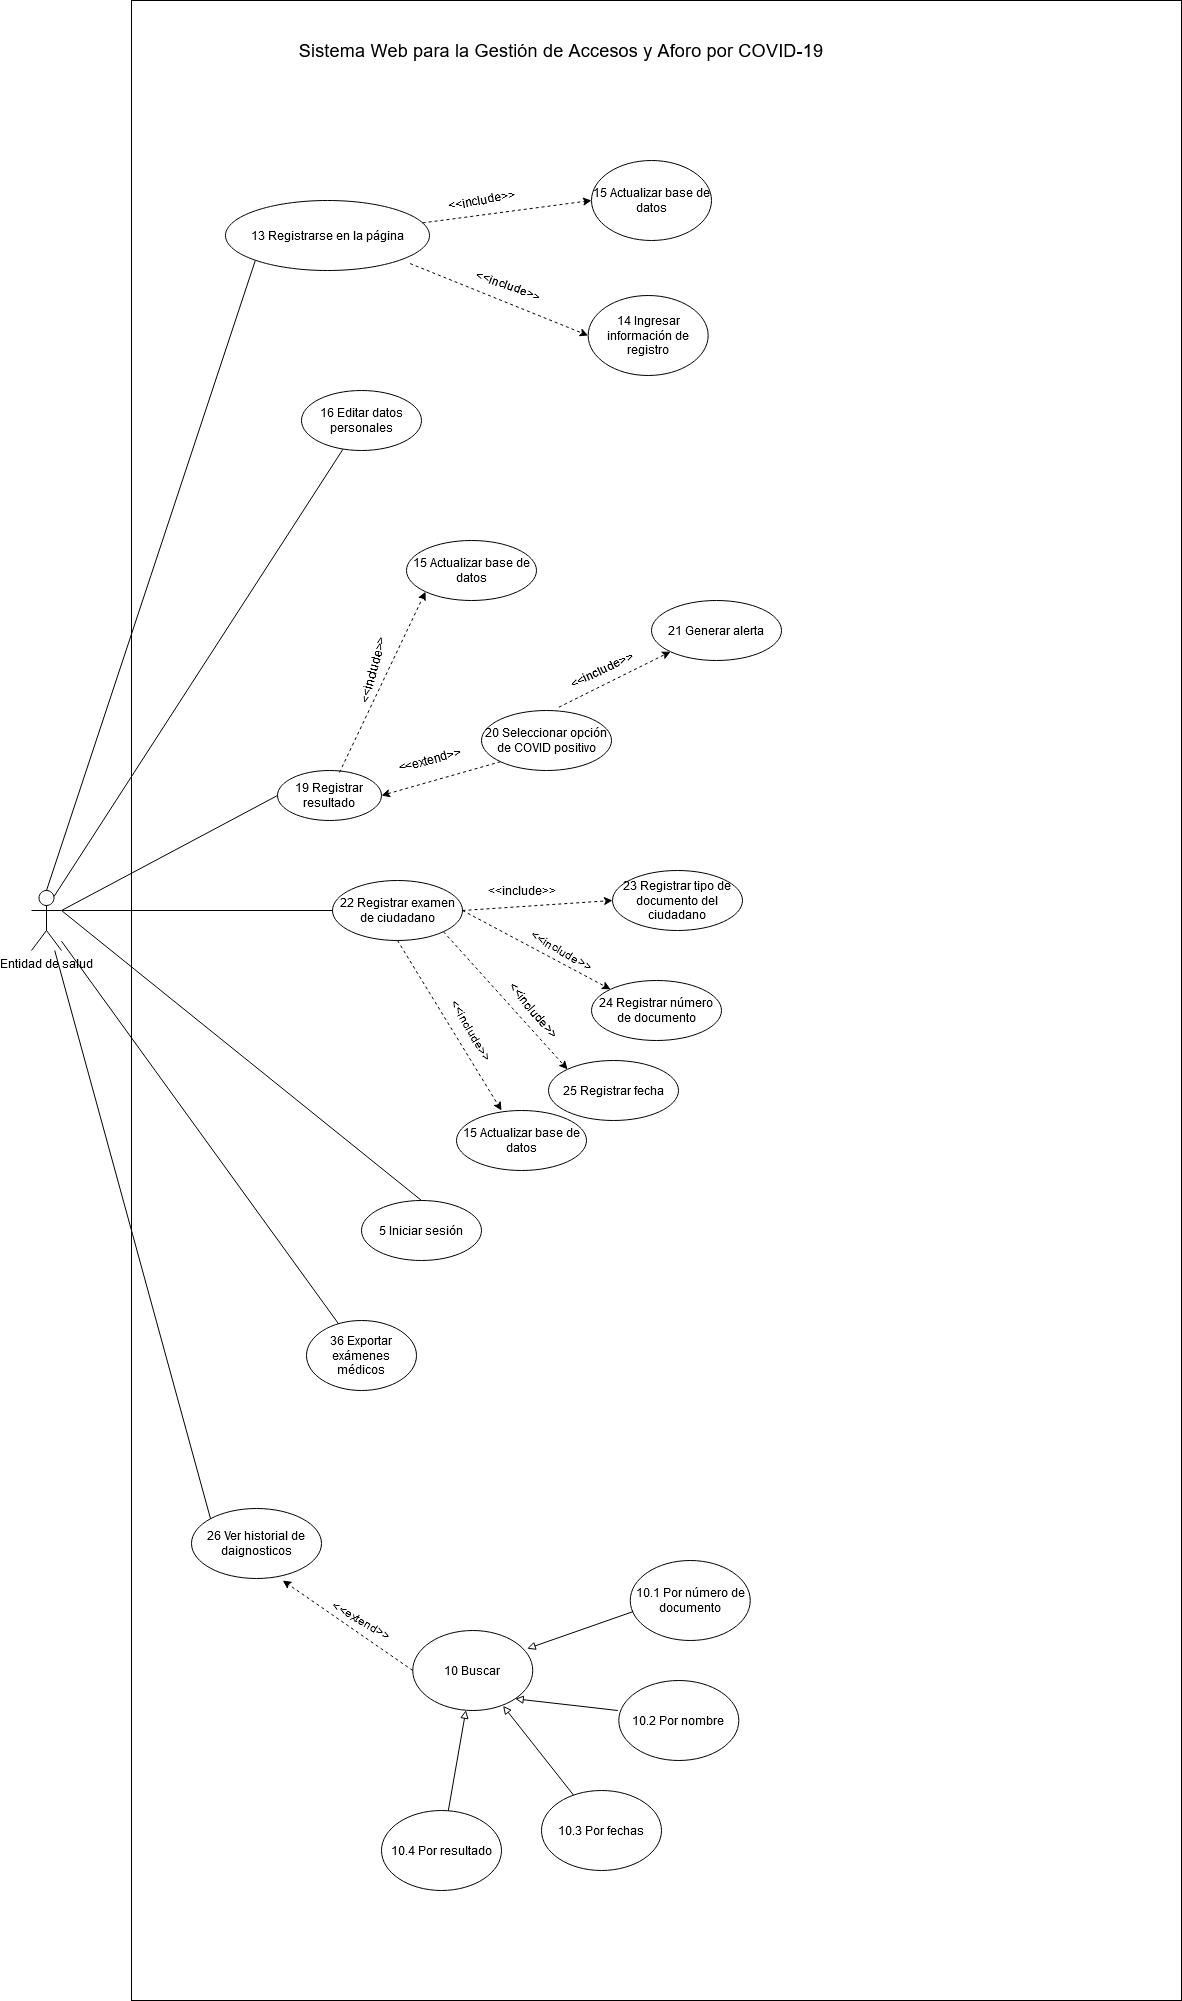 Sistema Web para la Gestión de Accesos y Aforo por COVID-19
<<include>>
15 Actualizar base de
datos
13 Registrarse en la página
<<include>>
14 Ingresar
información de
registro
16 Editar datos
personales
15 Actualizar base de
datos
21 Generar alerta
<<include>>
<<include>>
20 Seleccionar opción
de COVID positivo
<<extend>>
19 Registrar
resultado
23 Registrar tipo de
documento del
ciudadano
<<include>>
22 Registrar examen
de ciudadano
<<include>>
Entidad de salud
24 Registrar número
de documento
<<include>>
<<include>>
25 Registrar fecha
15 Actualizar base de
datos
5 Iniciar sesión
36 Exportar
exámenes
médicos
26 Ver historial de
daignosticos
10.1 Por número de
documento
<<extend>>
10 Buscar
10.2 Por nombre
10.3 Por fechas
10.4 Por resultado